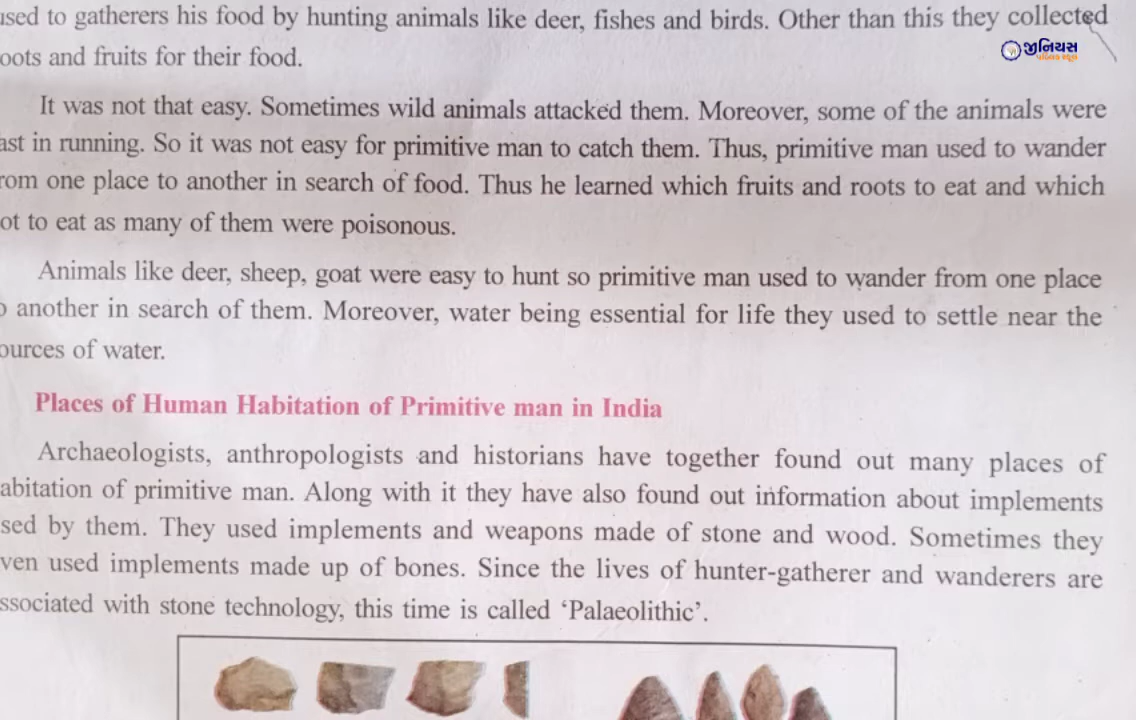 used to gatherers his food by hunting animals like deer, fishes and birds. Other than this they collected
oots and fruits for their food.
જીનિયસ
પબ્લિક સ્કૂલ
It was not that easy. Sometimes wild animals attacked them. Moreover, some of the animals were
ast in running. So it was not easy for primitive man to catch them. Thus, primitive man used to wander
rom one place to another in search of food. Thus he learned which fruits and roots to eat and which
ot to eat as many of them were poisonous.
Animals like deer, sheep, goat were easy to hunt so primitive man used to wander from one place
o another in search of them. Moreover, water being essential for life they used to settle near the
ources of water.
Places of Human Habitation of Primitive man in India
Archaeologists, anthropologists and historians have together found out many places of
abitation of primitive man. Along with it they have also found out information about implements
sed by them. They used implements and weapons made of stone and wood. Sometimes they
ven used implements made up of bones. Since the lives of hunter-gatherer and wanderers are
ssociated with stone technology, this time is called ‘Palaeolithic’.